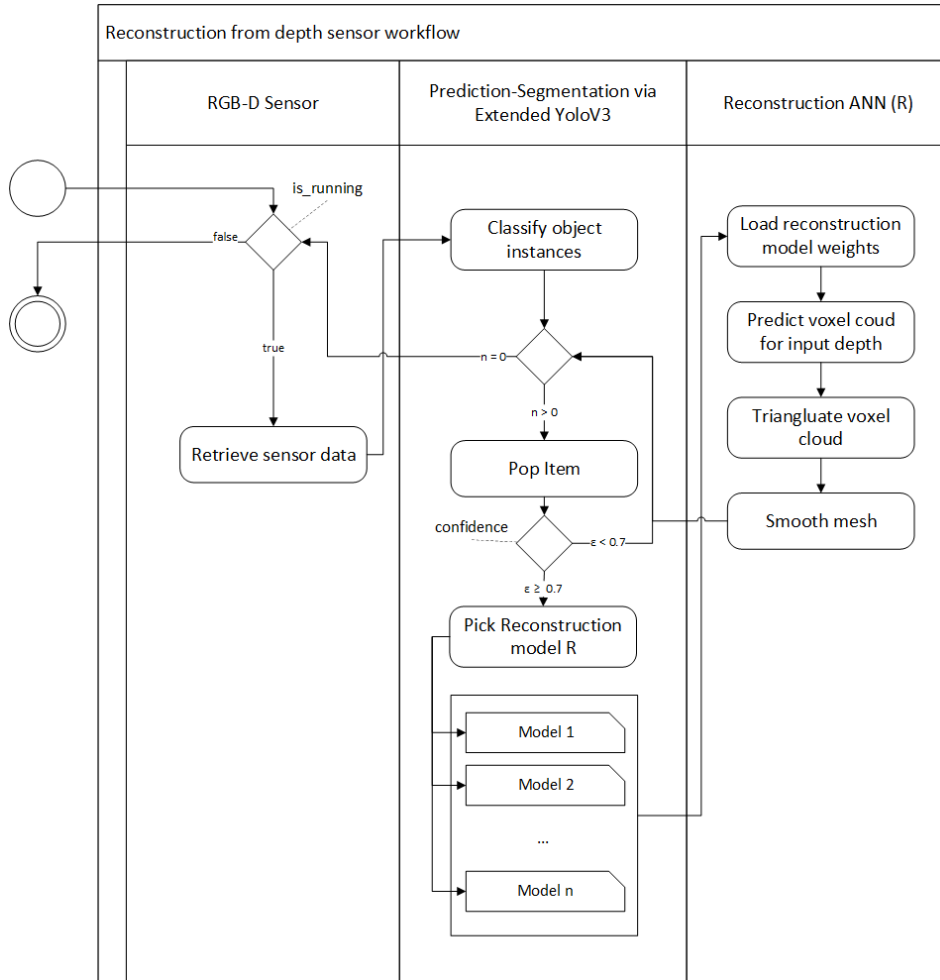 Reconstruction from depth sensor workflow
RGB-D Sensor
Prediction-Segmentation via
Extended YoloV3
Reconstruction ANN (R)
is_running
false
true
Retrieve sensor data
Classify object
instances
n = 0
n > 0
Pop Item
confidence
ε < 0.7
ε ≥ 0.7
Pick Reconstruction
model R
Model 1
Model 2
...
Model n
Load reconstruction
model weights
Predict voxel coud
for input depth
Triangluate voxel
cloud
Smooth mesh